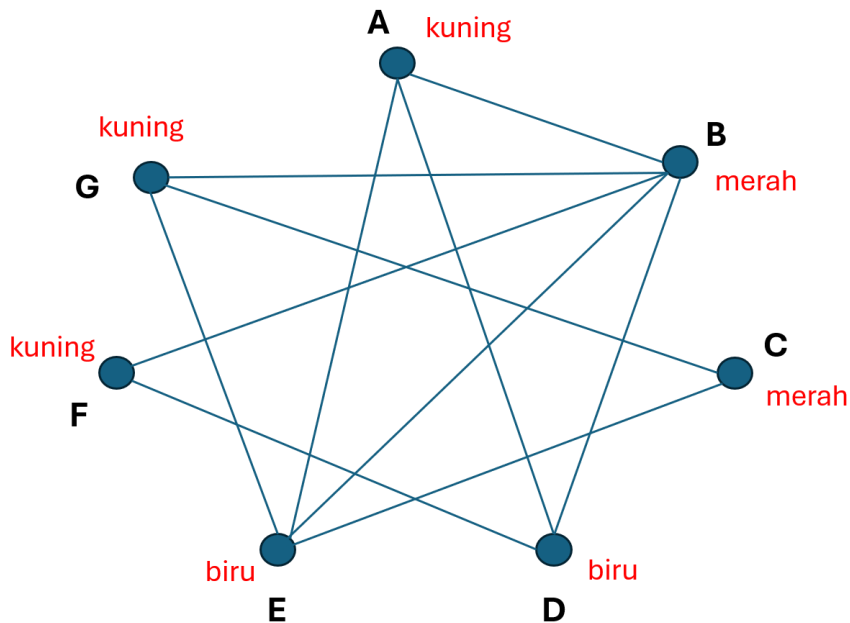 A
kuning
kuning
B
G
merah
kuning
C
F
merah
biru
biru
E
D